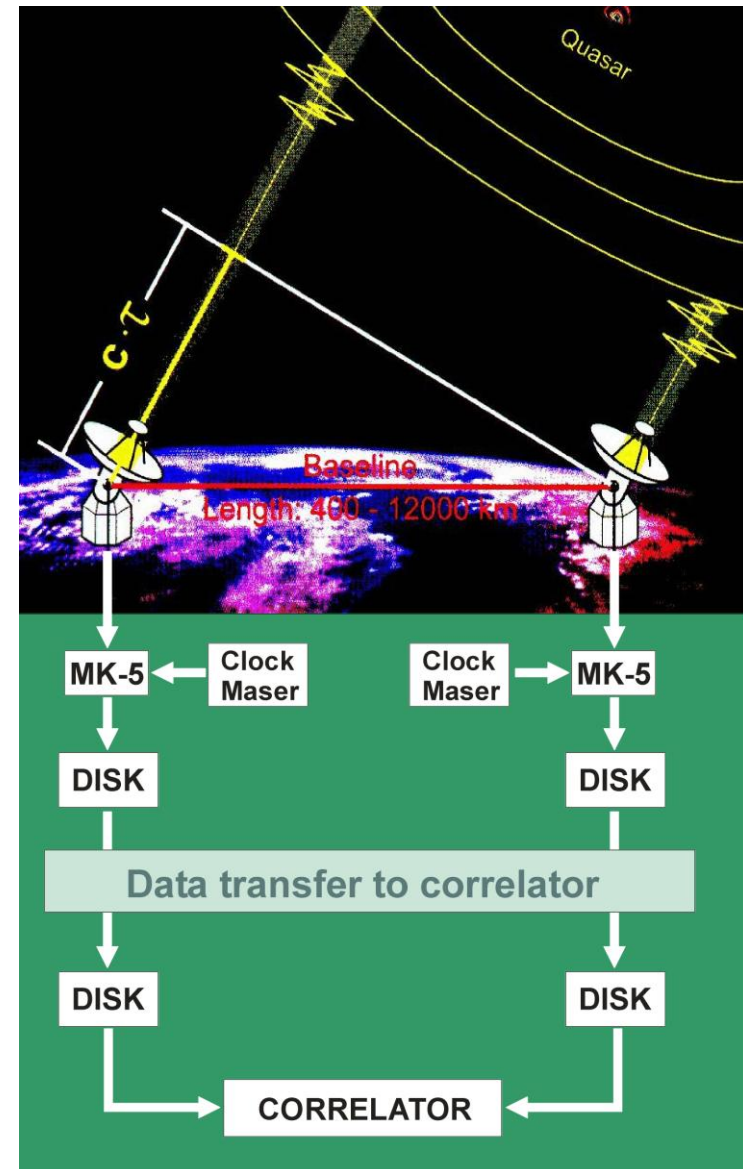 Quasar
c·τ
Baseline
Length: 400 - 12000 km
MK-5
Clock
Maser
Clock
Maser
MK-5
DISK
DISK
Data transfer to correlator
DISK
DISK
CORRELATOR